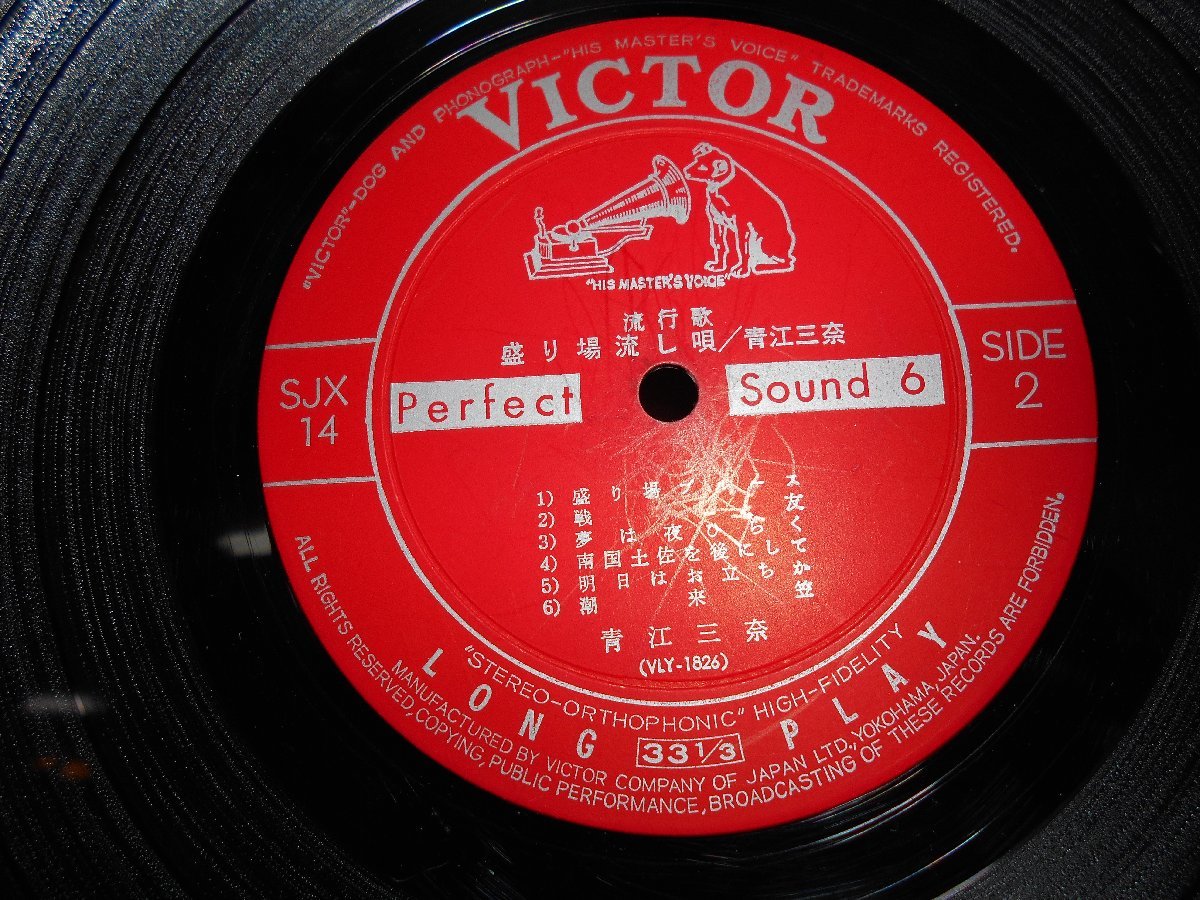 "VICTOR"-DOG AND PHONOGRAPH-"HIS MASTER'S VOICE" TRADEMARKS REGISTERED.
VICTOR
"HIS MASTER'S VOICE"
流行歌
盛り場流し唄/青江三奈
SJX
14
Perfect Sound 6
SIDE
2
1) 盛り場ブルース
2) 戦友
3) 夢は夜ひらく
4) 南国土佐を後にして
5) 明日はお立ちか
6) 潮来笠
青江三奈
(VLY-1826)
"STEREO-ORTHOPHONIC" HIGH-FIDELITY
LONG 33 1/3 PLAY
MANUFACTURED BY VICTOR COMPANY OF JAPAN LTD., YOKOHAMA, JAPAN.
ALL RIGHTS RESERVED, COPYING, PUBLIC PERFORMANCE, BROADCASTING OF THESE RECORDS ARE FORBIDDEN.